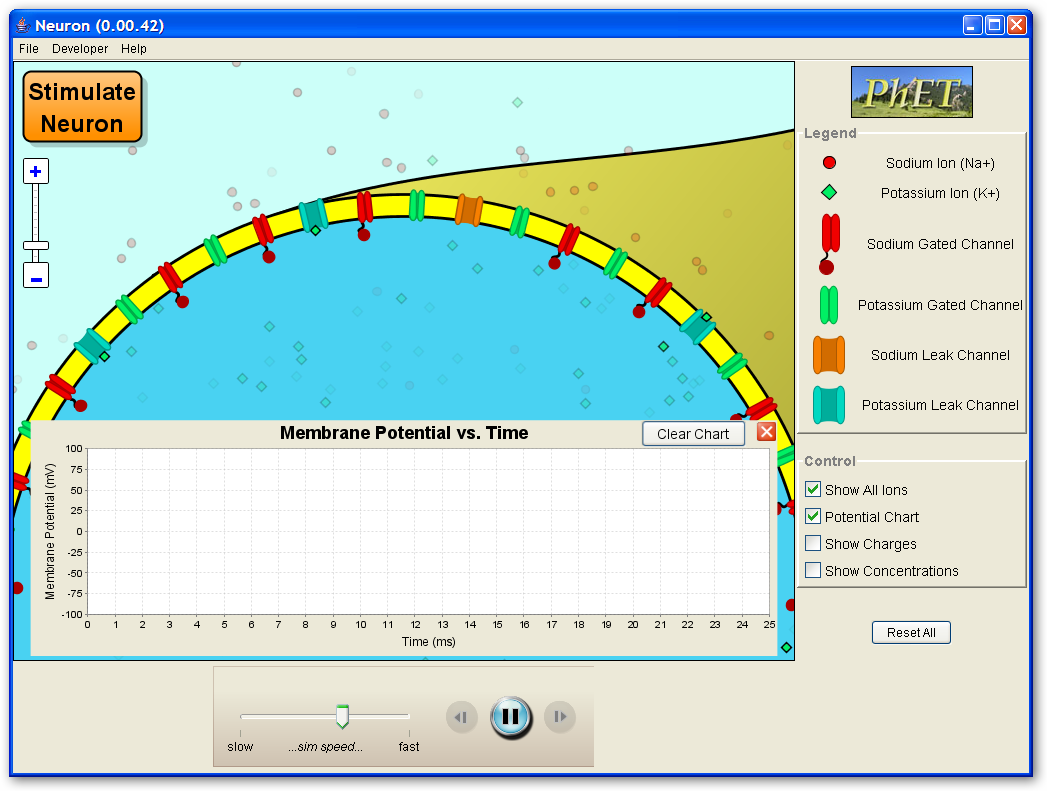 Neuron (0.00.42)
File Developer Help
Stimulate
Neuron
+
-
PhET
Legend
Sodium Ion (Na+)
Potassium Ion (K+)
Sodium Gated Channel
Potassium Gated Channel
Sodium Leak Channel
Potassium Leak Channel
Membrane Potential vs. Time
Clear Chart
Membrane Potential (mV)
100
75
50
25
0
-25
-50
-75
-100
0 1 2 3 4 5 6 7 8 9 10 11 12 13 14 15 16 17 18 19 20 21 22 23 24 25
Time (ms)
Control
Show All Ions
Potential Chart
Show Charges
Show Concentrations
Reset All
slow ...sim speed... fast